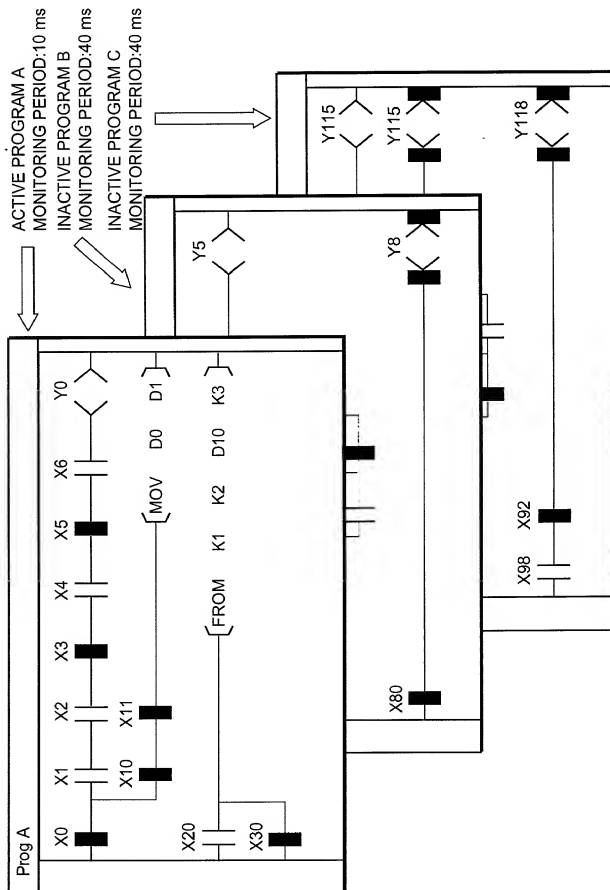 ACTIVE PROGRAM A
MONITORING PERIOD:10 ms
INACTIVE PROGRAM B
MONITORING PERIOD:40 ms
INACTIVE PROGRAM C
MONITORING PERIOD:40 ms
Prog A
X0 X1 X2 X3 X4 X5 X6 Y0
X10 X11 MOV D0 D1
X20 FROM K1 K2 D10 K3
X30
Y5
X80 Y8
Y115
Y115
X98 X92 Y118